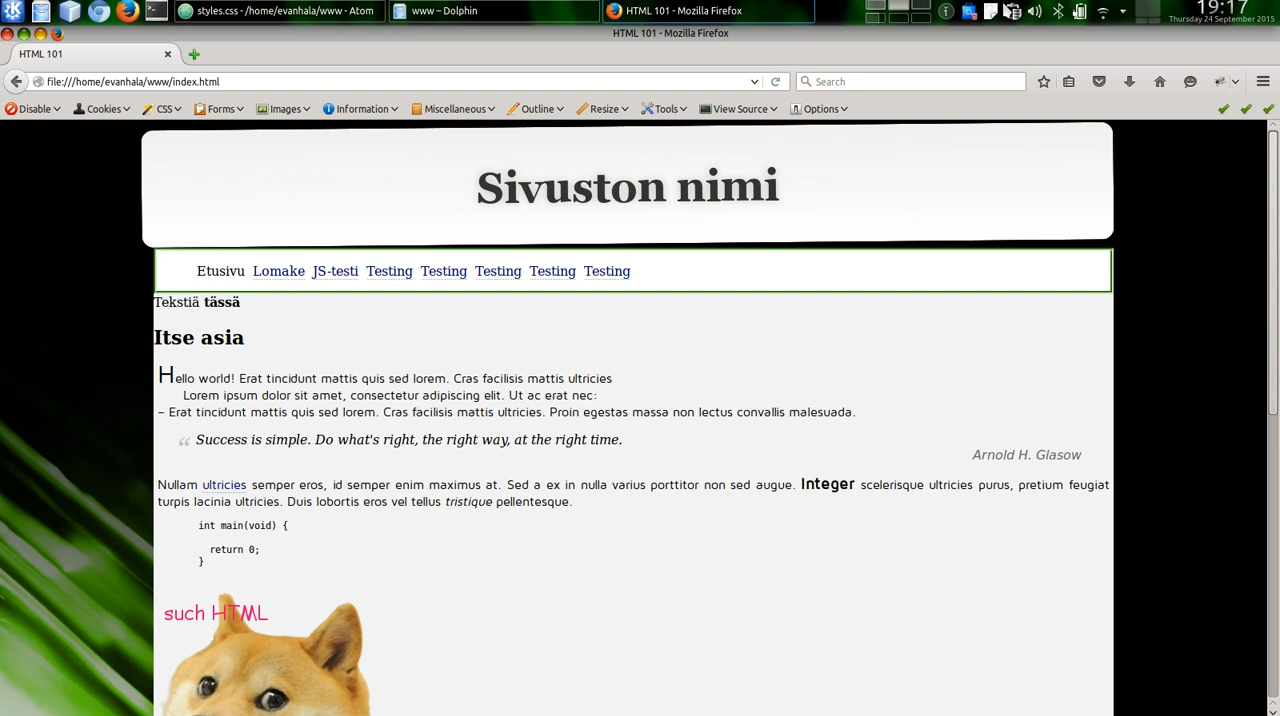 styles.css - /home/evanhala/www - Atom
www – Dolphin
HTML 101 - Mozilla Firefox
19:17
Thursday 24 September 2015
HTML 101 - Mozilla Firefox
HTML 101
file:///home/evanhala/www/index.html
Search
Disable Cookies CSS Forms Images Information Miscellaneous Outline Resize Tools View Source Options
Sivuston nimi
Etusivu Lomake JS-testi Testing Testing Testing Testing Testing
Tekstiä tässä
Itse asia
Hello world! Erat tincidunt mattis quis sed lorem. Cras facilisis mattis ultricies
Lorem ipsum dolor sit amet, consectetur adipiscing elit. Ut ac erat nec:
– Erat tincidunt mattis quis sed lorem. Cras facilisis mattis ultricies. Proin egestas massa non lectus convallis malesuada.
“ Success is simple. Do what's right, the right way, at the right time.
Arnold H. Glasow
Nullam ultricies semper eros, id semper enim maximus at. Sed a ex in nulla varius porttitor non sed augue. Integer scelerisque ultricies purus, pretium feugiat
turpis lacinia ultricies. Duis lobortis eros vel tellus tristique pellentesque.
int main(void) {
return 0;
}
such HTML